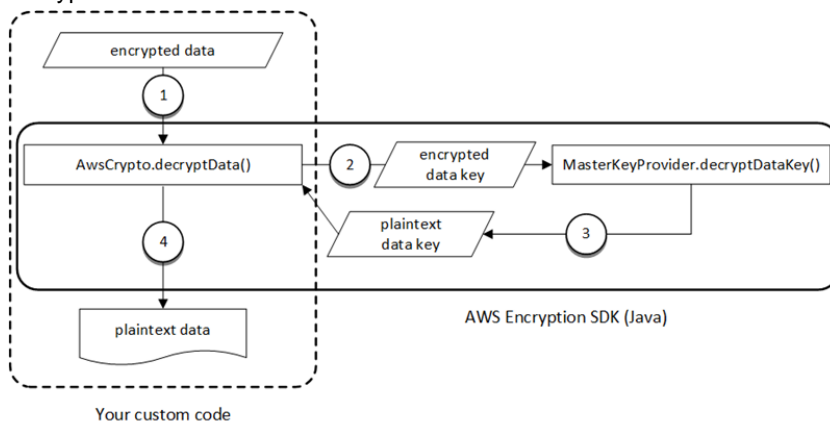 encrypted data
1
AwsCrypto.decryptData()
2
encrypted
data key
MasterKeyProvider.decryptDataKey()
plaintext
data key
3
4
plaintext data
AWS Encryption SDK (Java)
Your custom code